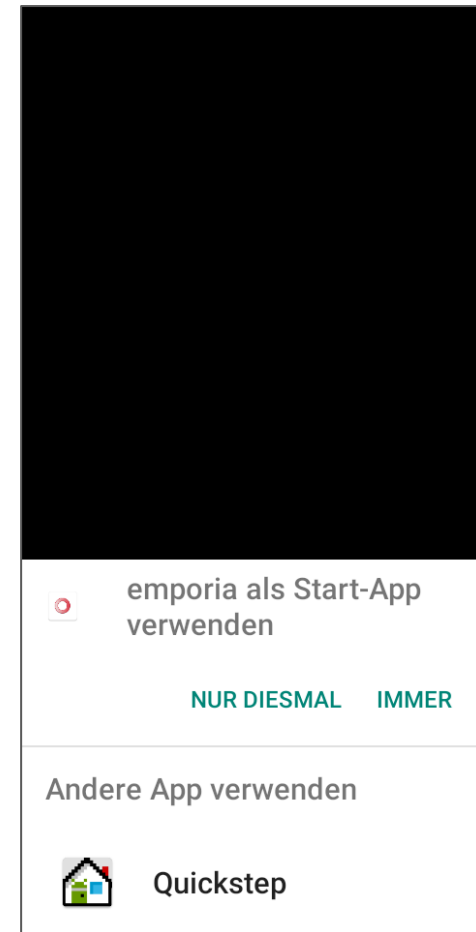 emporia als Start-App
verwenden
NUR DIESMAL IMMER
Andere App verwenden
Quickstep